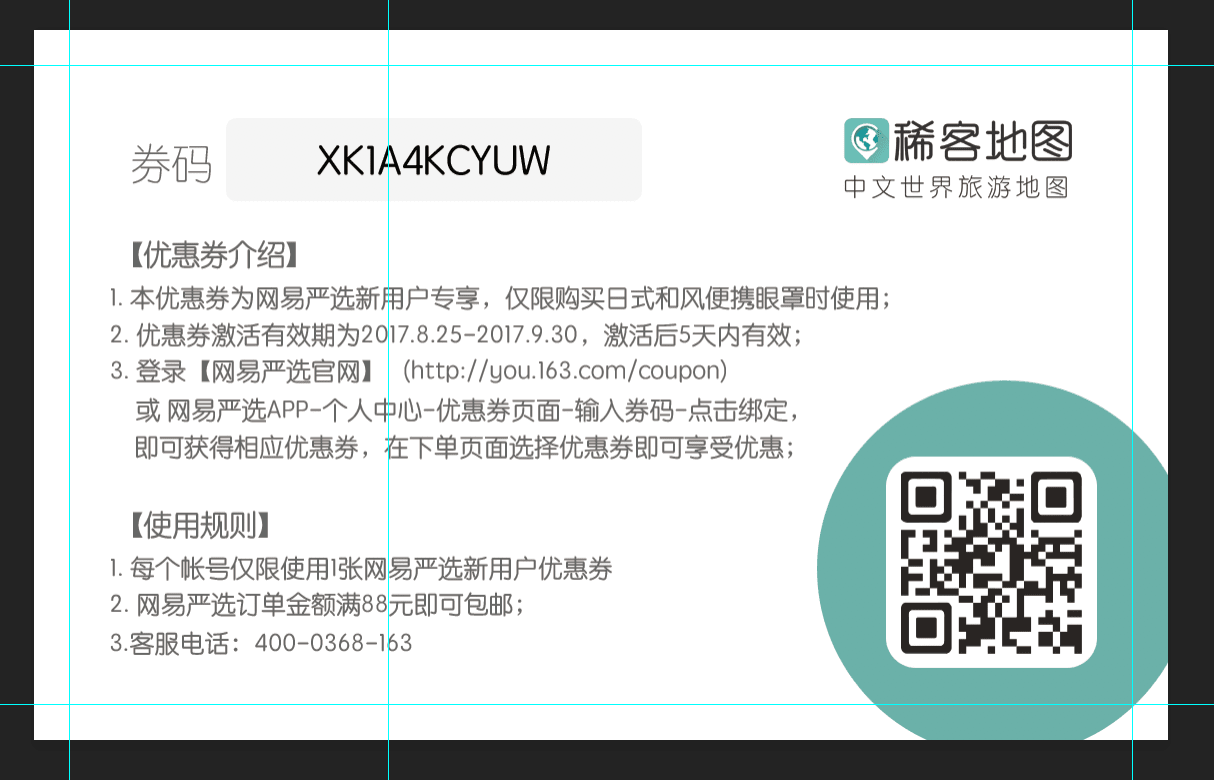 券码 XK1A4KCYUW
稀客地图
中文世界旅游地图
【优惠券介绍】
1. 本优惠券为网易严选新用户专享，仅限购买日式和风便携眼罩时使用；
2. 优惠券激活有效期为2017.8.25-2017.9.30，激活后5天内有效；
3. 登录【网易严选官网】（http://you.163.com/coupon)
或 网易严选APP-个人中心-优惠券页面-输入券码-点击绑定，
即可获得相应优惠券，在下单页面选择优惠券即可享受优惠；
【使用规则】
1. 每个帐号仅限使用1张网易严选新用户优惠券
2. 网易严选订单金额满88元即可包邮；
3.客服电话：400-0368-163